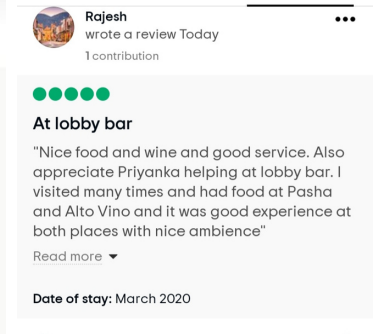 Rajesh
wrote a review Today
1 contribution
At lobby bar
"Nice food and wine and good service. Also
appreciate Priyanka helping at lobby bar. I
visited many times and had food at Pasha
and Alto Vino and it was good experience at
both places with nice ambience"
Read more
Date of stay: March 2020